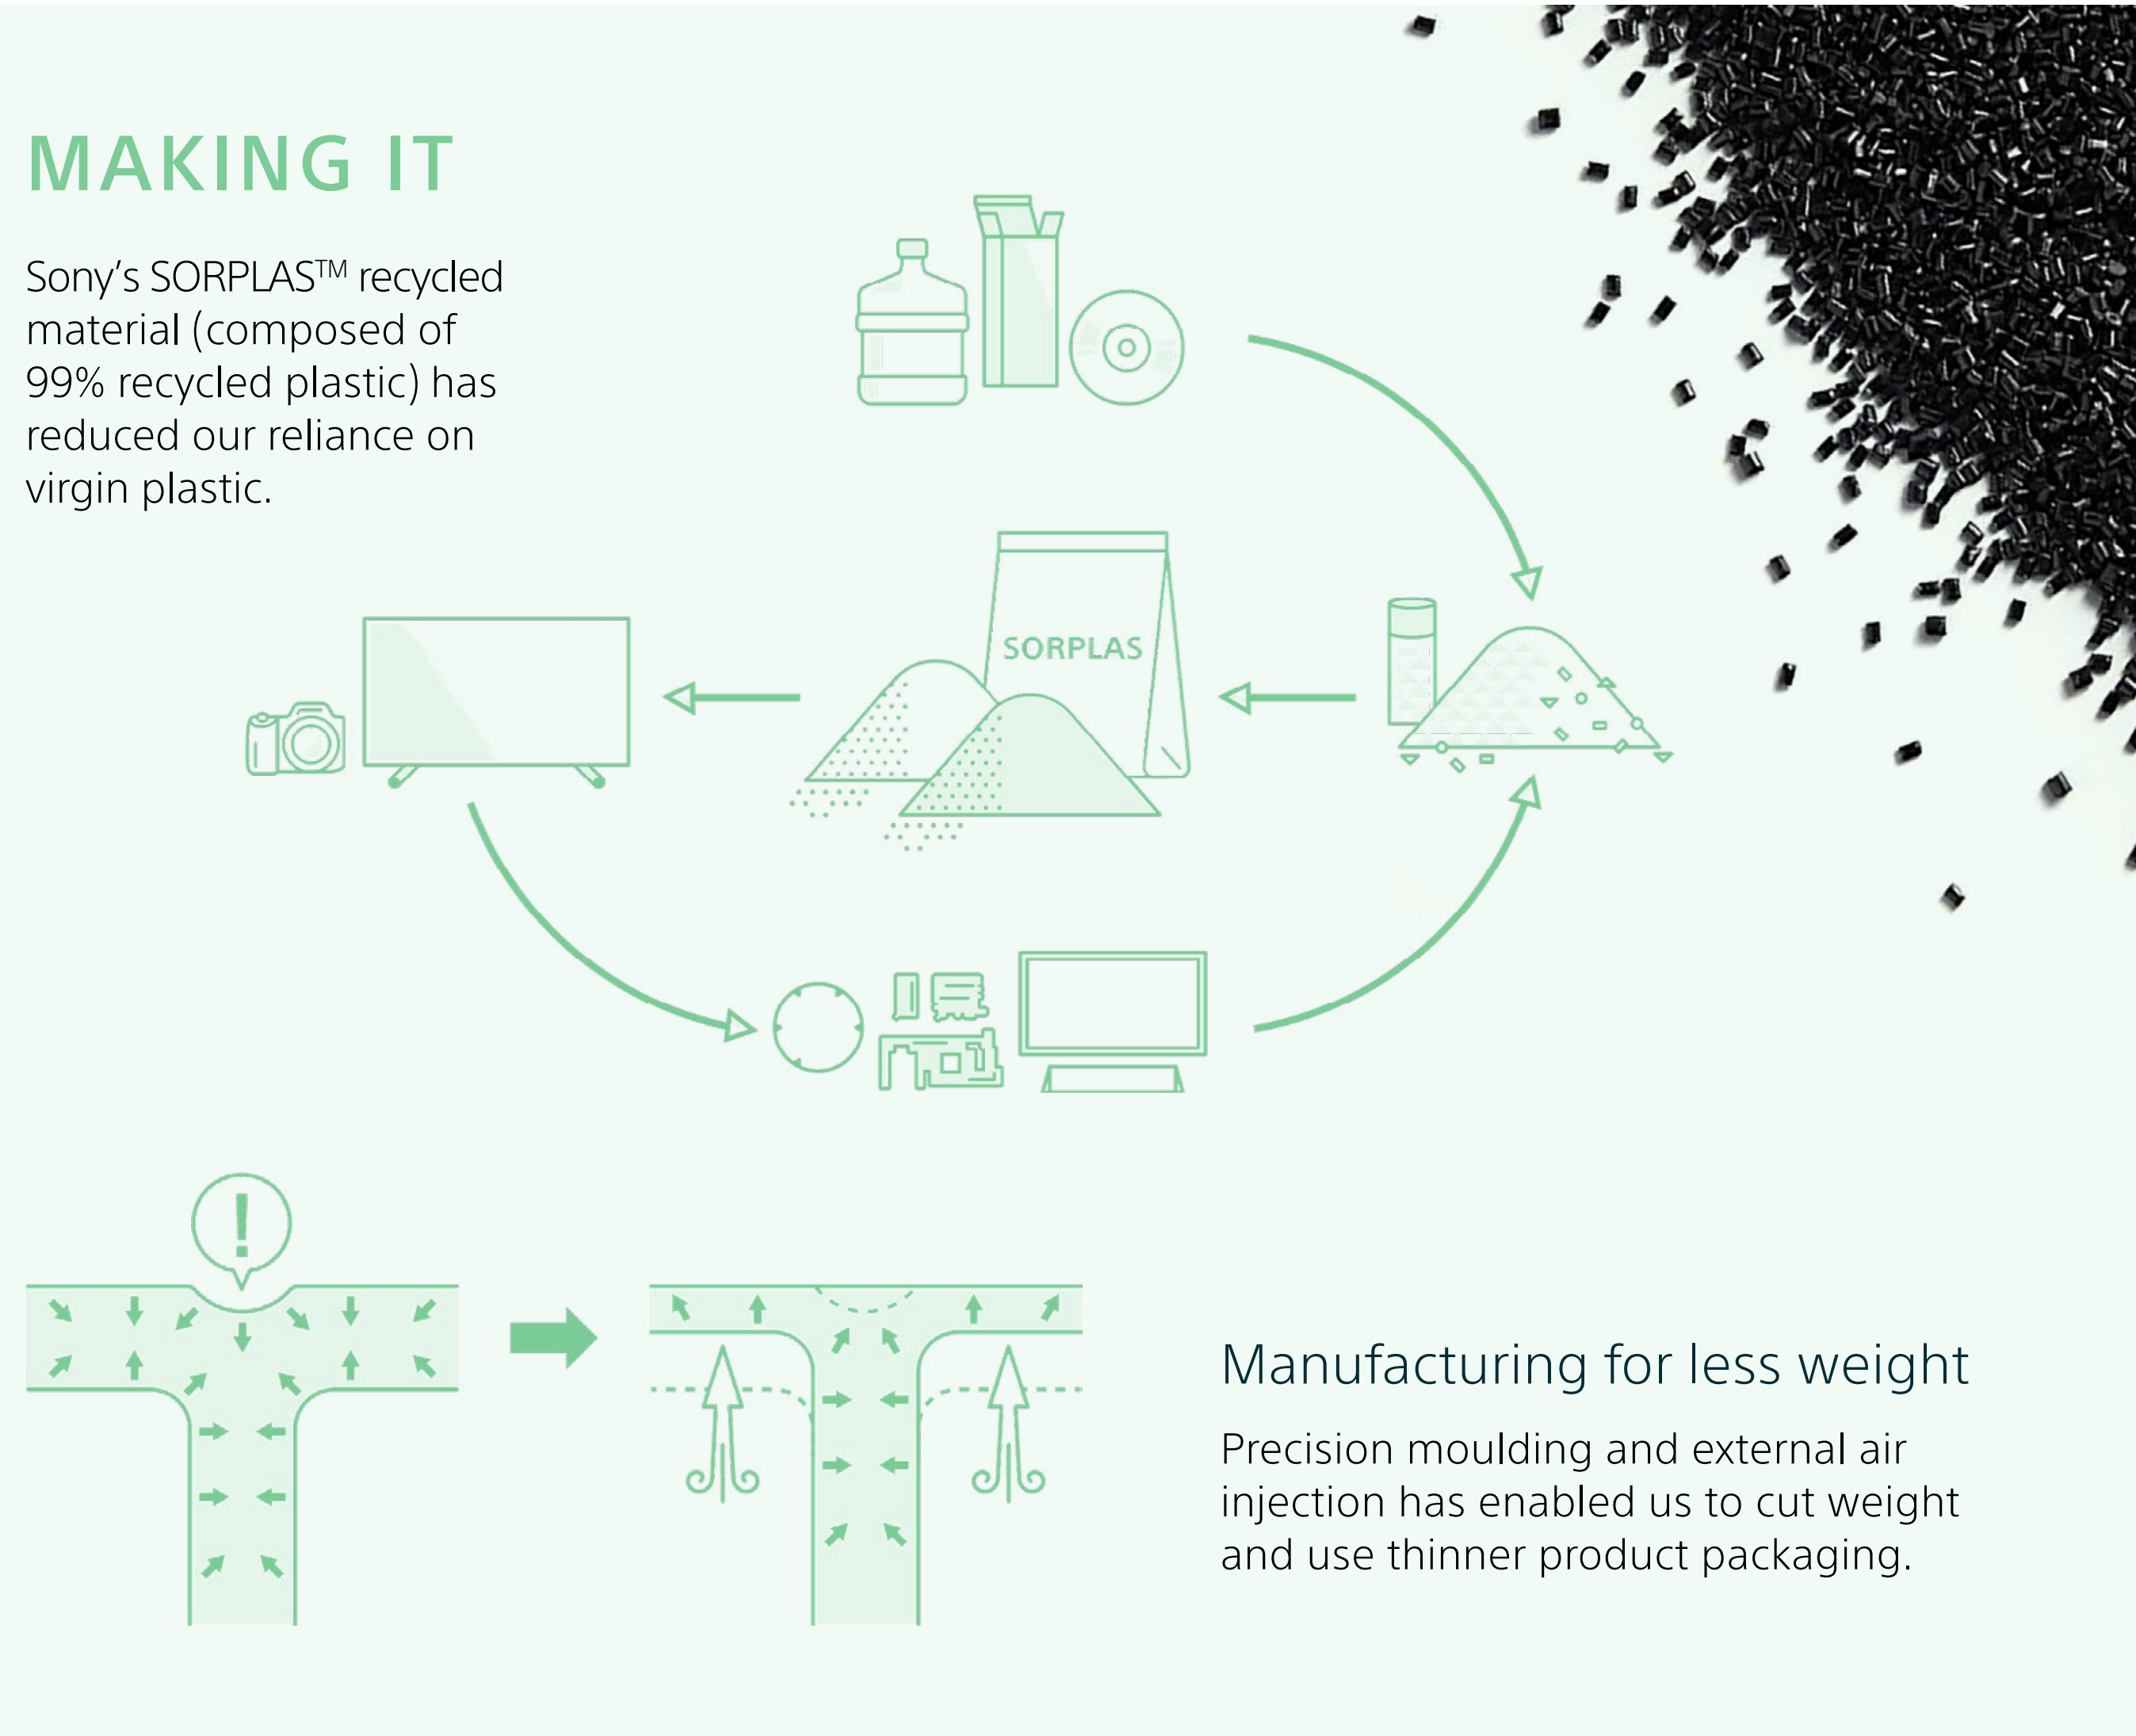 MAKING IT
Sony's SORPLAS™ recycled
material (composed of
99% recycled plastic) has
reduced our reliance on
virgin plastic.
SORPLAS
!
Manufacturing for less weight
Precision moulding and external air
injection has enabled us to cut weight
and use thinner product packaging.